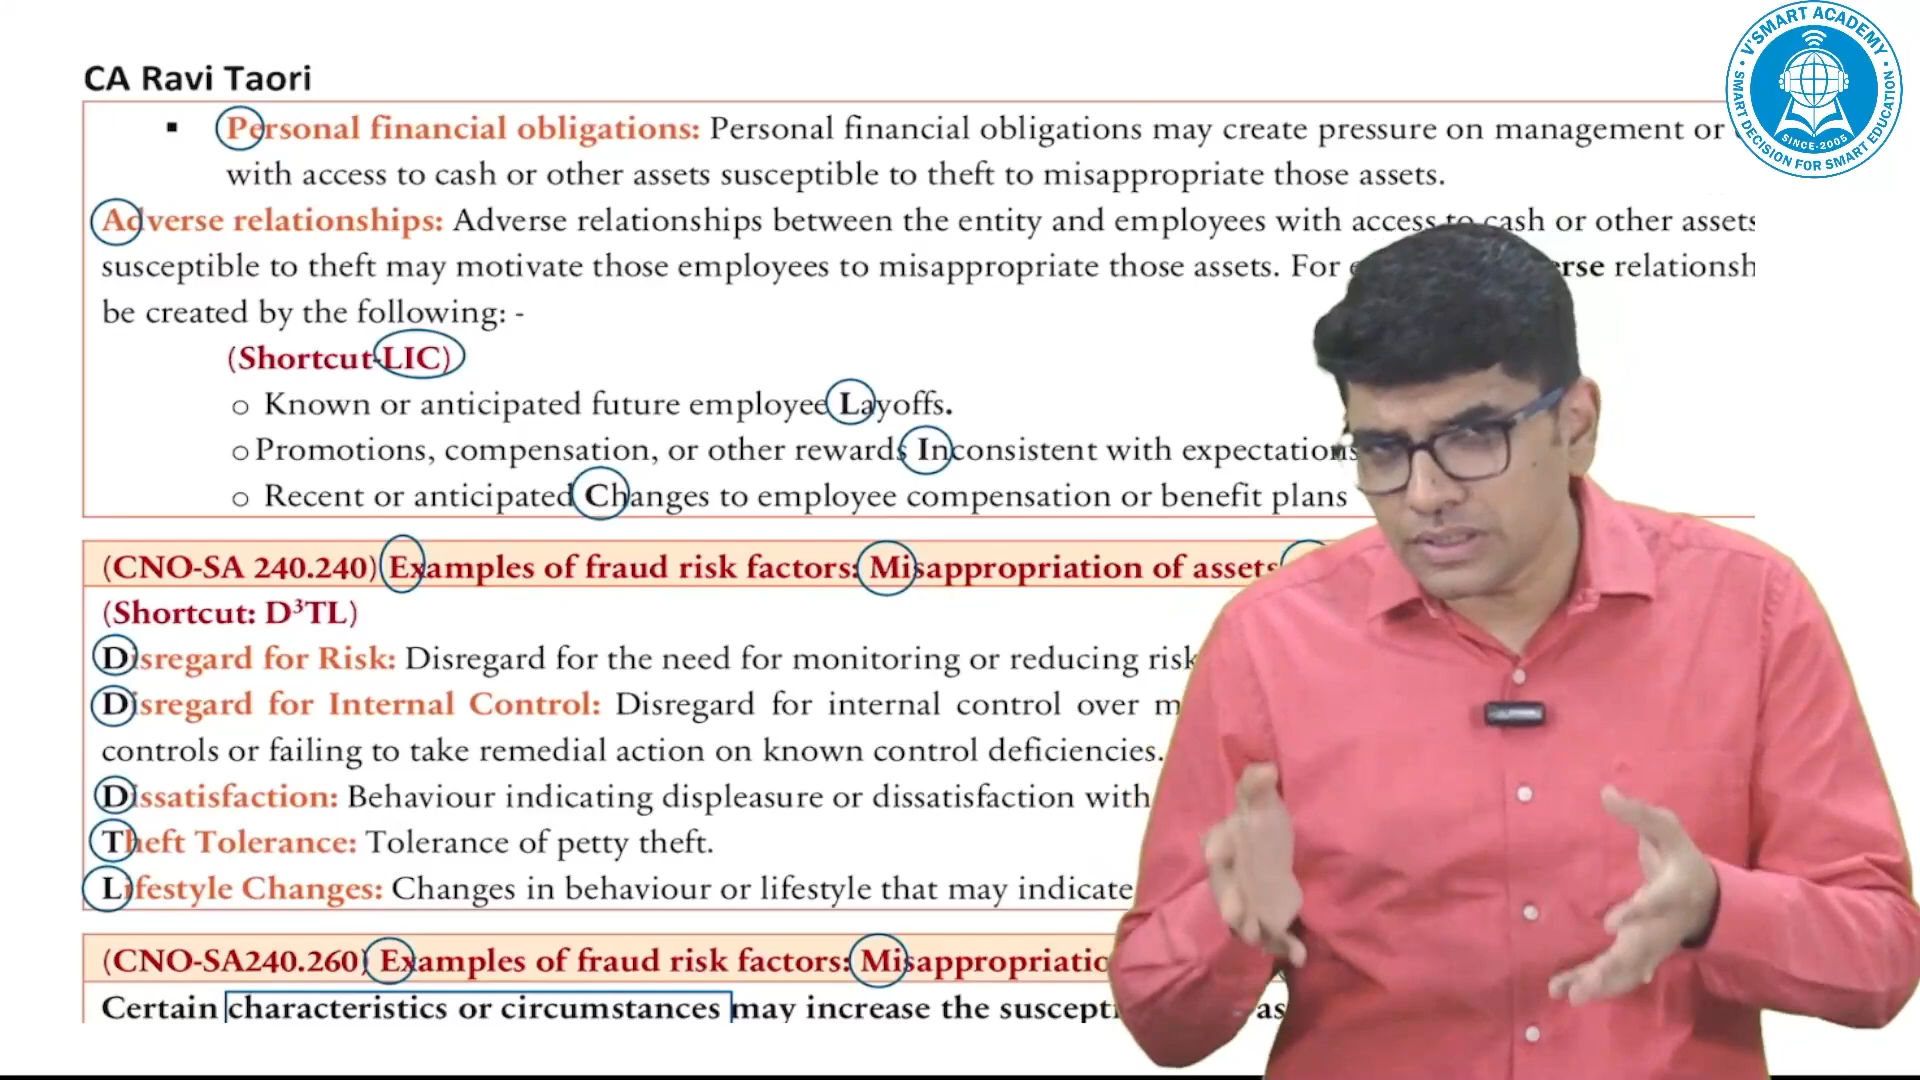 CA Ravi Taori
V'SMART ACADEMY
SMART DECISION FOR SMART EDUCATION
SINCE-2005
▪ Personal financial obligations: Personal financial obligations may create pressure on management or
with access to cash or other assets susceptible to theft to misappropriate those assets.
Adverse relationships: Adverse relationships between the entity and employees with access to cash or other assets
susceptible to theft may motivate those employees to misappropriate those assets. For relationsh
be created by the following: -
(Shortcut-LIC)
o Known or anticipated future employee Layoffs.
o Promotions, compensation, or other rewards Inconsistent with expectations
o Recent or anticipated Changes to employee compensation or benefit plans
(CNO-SA 240.240) Examples of fraud risk factors: Misappropriation of assets
(Shortcut: D³TL)
Disregard for Risk: Disregard for the need for monitoring or reducing risk
Disregard for Internal Control: Disregard for internal control over
controls or failing to take remedial action on known control deficiencies.
Dissatisfaction: Behaviour indicating displeasure or dissatisfaction with
Theft Tolerance: Tolerance of petty theft.
Lifestyle Changes: Changes in behaviour or lifestyle that may indicate
(CNO-SA240.260) Examples of fraud risk factors: Misappropriatio
Certain characteristics or circumstances may increase the suscepti as